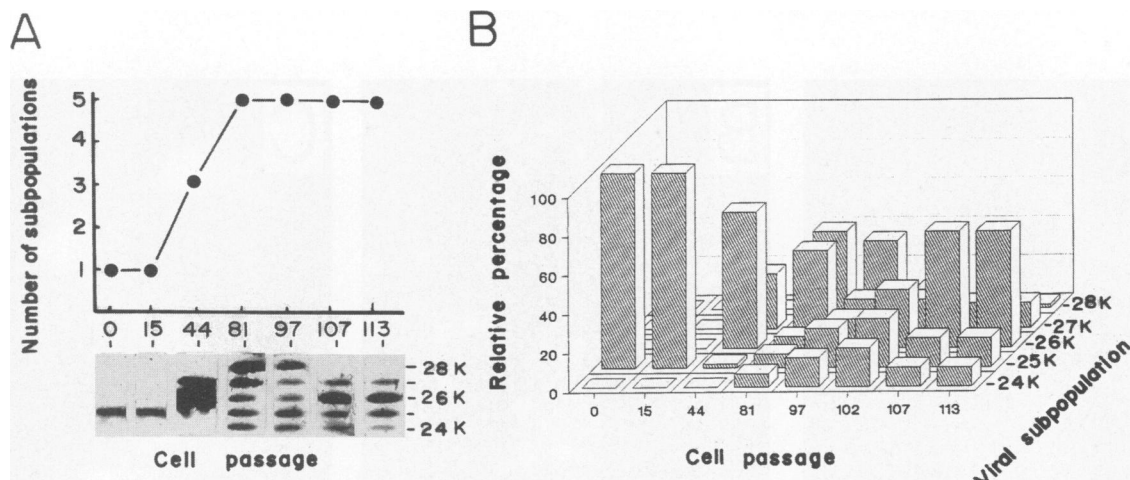 A
Number of subpopulations
5
4
3
2
1
0 15 44 81 97 107 113
28 K
26 K
24 K
Cell passage
B
Relative percentage
100
80
60
40
20
0
0 15 44 81 97 102 107 113
28K
27K
26K
25K
24K
Cell passage
Viral subpopulation